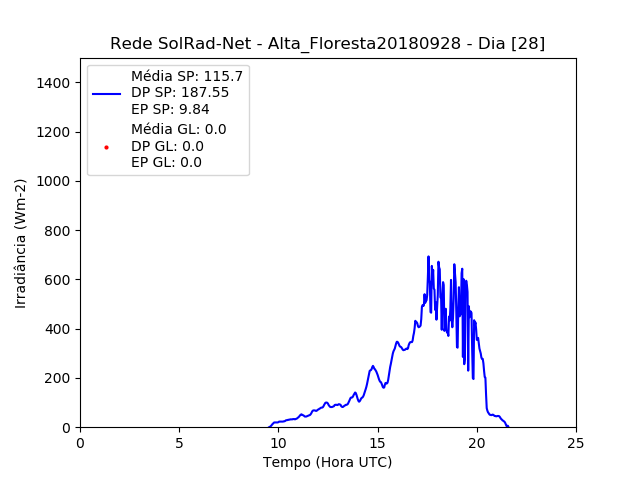 Rede SolRad-Net - Alta_Floresta20180928 - Dia [28]
Média SP: 115.7
DP SP: 187.55
EP SP: 9.84
Média GL: 0.0
DP GL: 0.0
EP GL: 0.0
1400
1200
1000
800
600
400
200
0
Irradiância (Wm-2)
0 5 10 15 20 25
Tempo (Hora UTC)